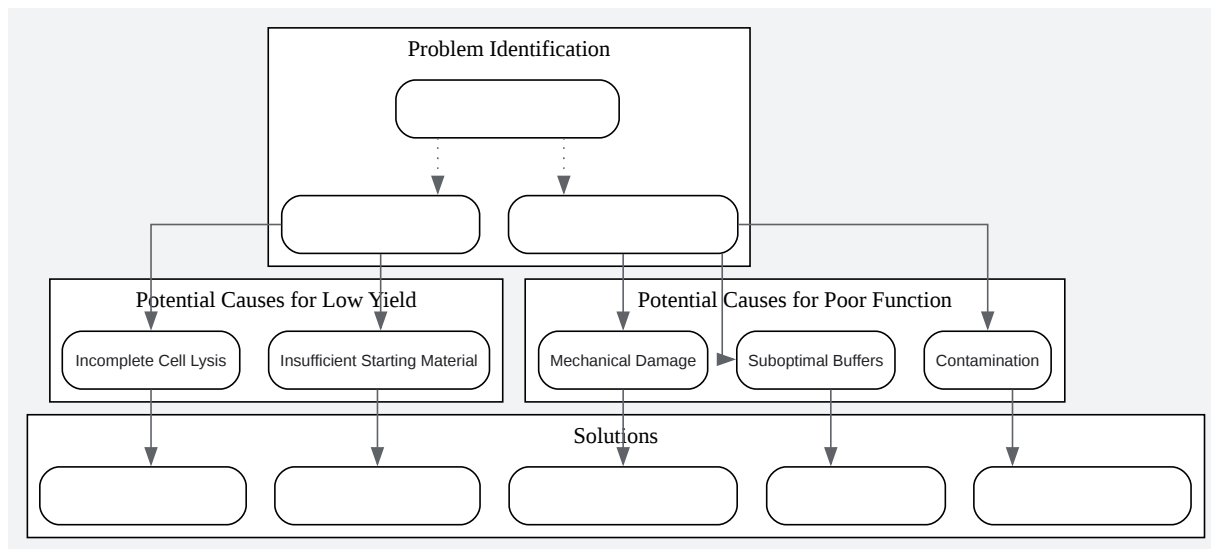 Problem Identification
Potential Causes for Low Yield
Potential Causes for Poor Function
Incomplete Cell Lysis
Insufficient Starting Material
Mechanical Damage
Suboptimal Buffers
Contamination
Solutions